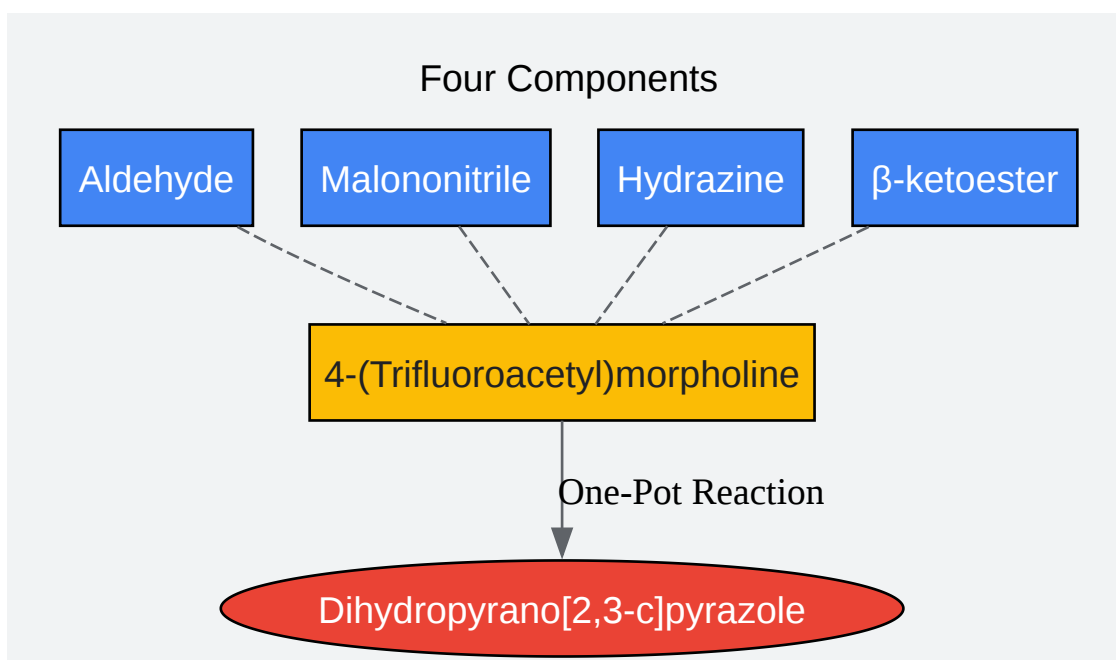 Four Components
Aldehyde
Malononitrile
Hydrazine
β-ketoester
4-(Trifluoroacetyl)morpholine
One-Pot Reaction
Dihydropyrano[2,3-c]pyrazole